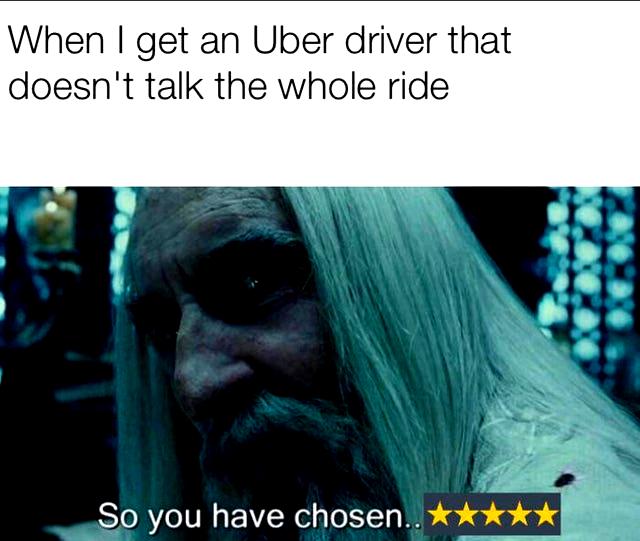 When I get an Uber driver that
doesn't talk the whole ride
So you have chosen..